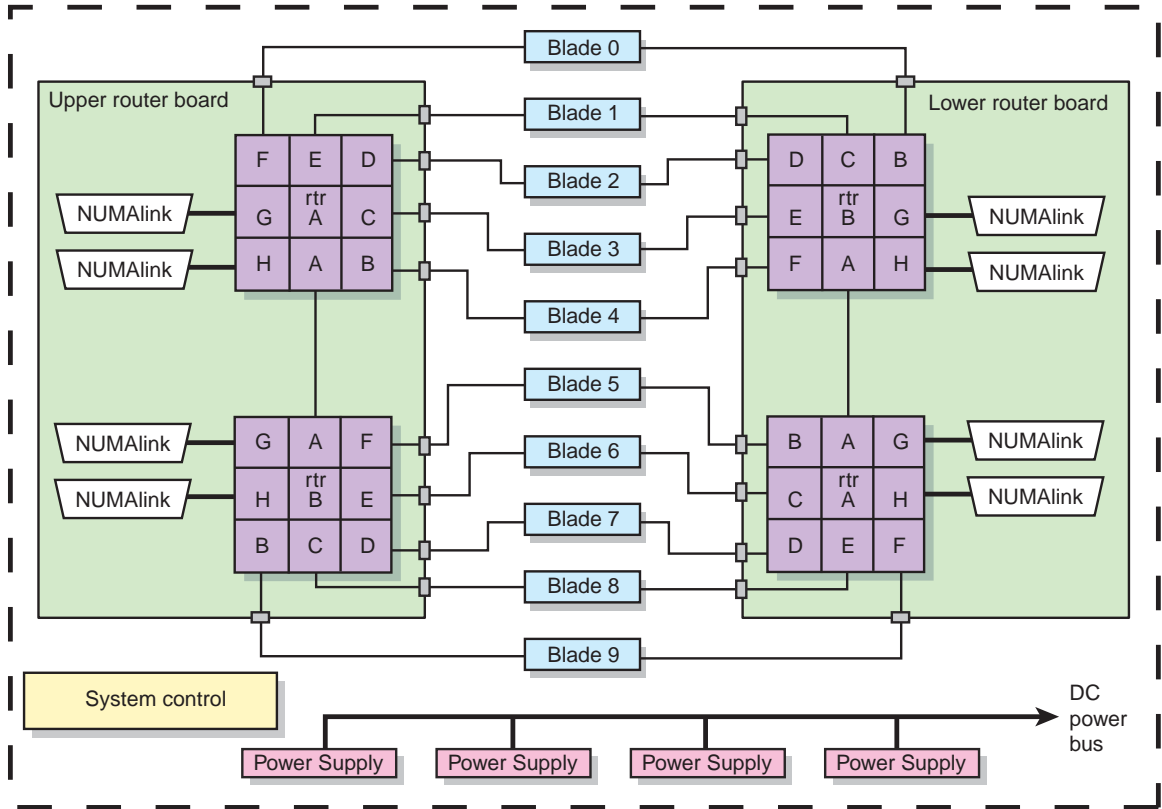 Blade 0
Upper router board
Lower router board
Blade 1
F E D
D C B
Blade 2
NUMAlink
G rtr A C
E rtr B G
NUMAlink
Blade 3
NUMAlink
H A B
F A H
NUMAlink
Blade 4
Blade 5
NUMAlink
G A F
B A G
NUMAlink
Blade 6
NUMAlink
H rtr B E
C rtr A H
NUMAlink
Blade 7
B C D
D E F
Blade 8
Blade 9
System control
DC
power
bus
Power Supply
Power Supply
Power Supply
Power Supply